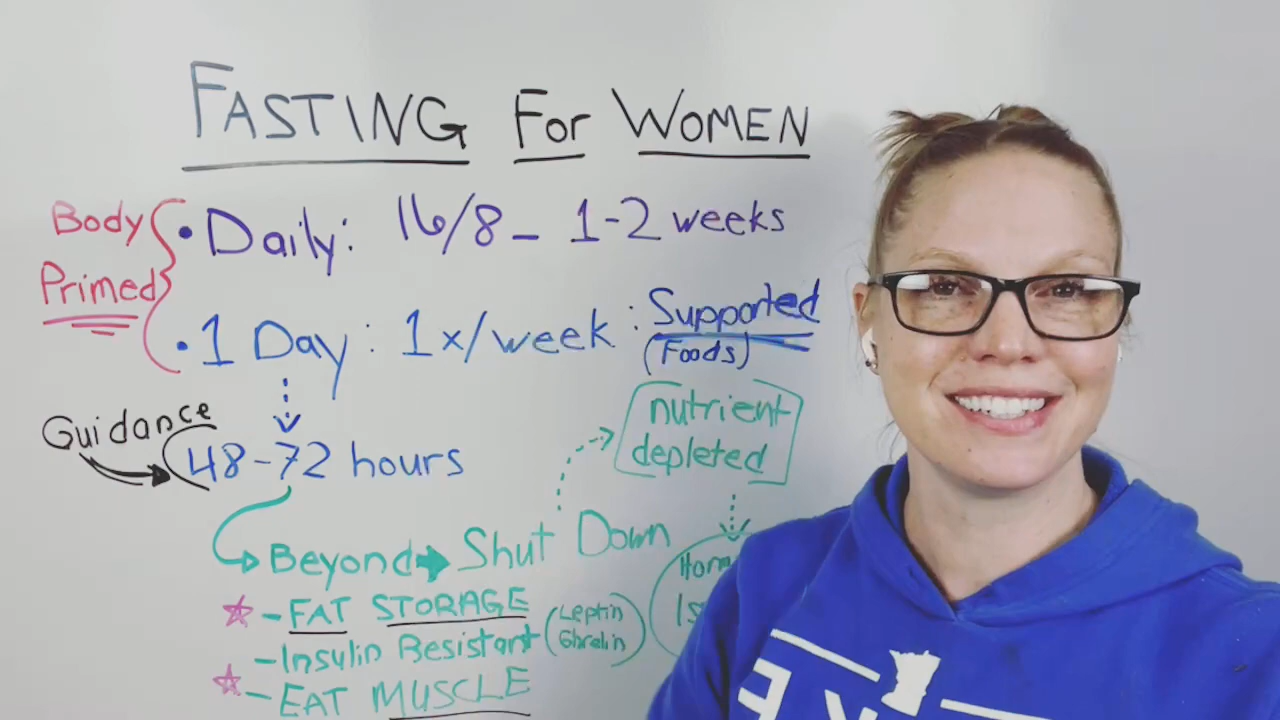 FASTING For WOMEN
Body
Primed
• Daily: 16/8 – 1-2 weeks
• 1 Day: 1x/week: Supported
(Foods)
Guidance
48-72 hours
nutrient
depleted
Beyond Shut Down
- FAT STORAGE
- Insulin Resistant (Leptin
Ghrelin)
- EAT MUSCLE